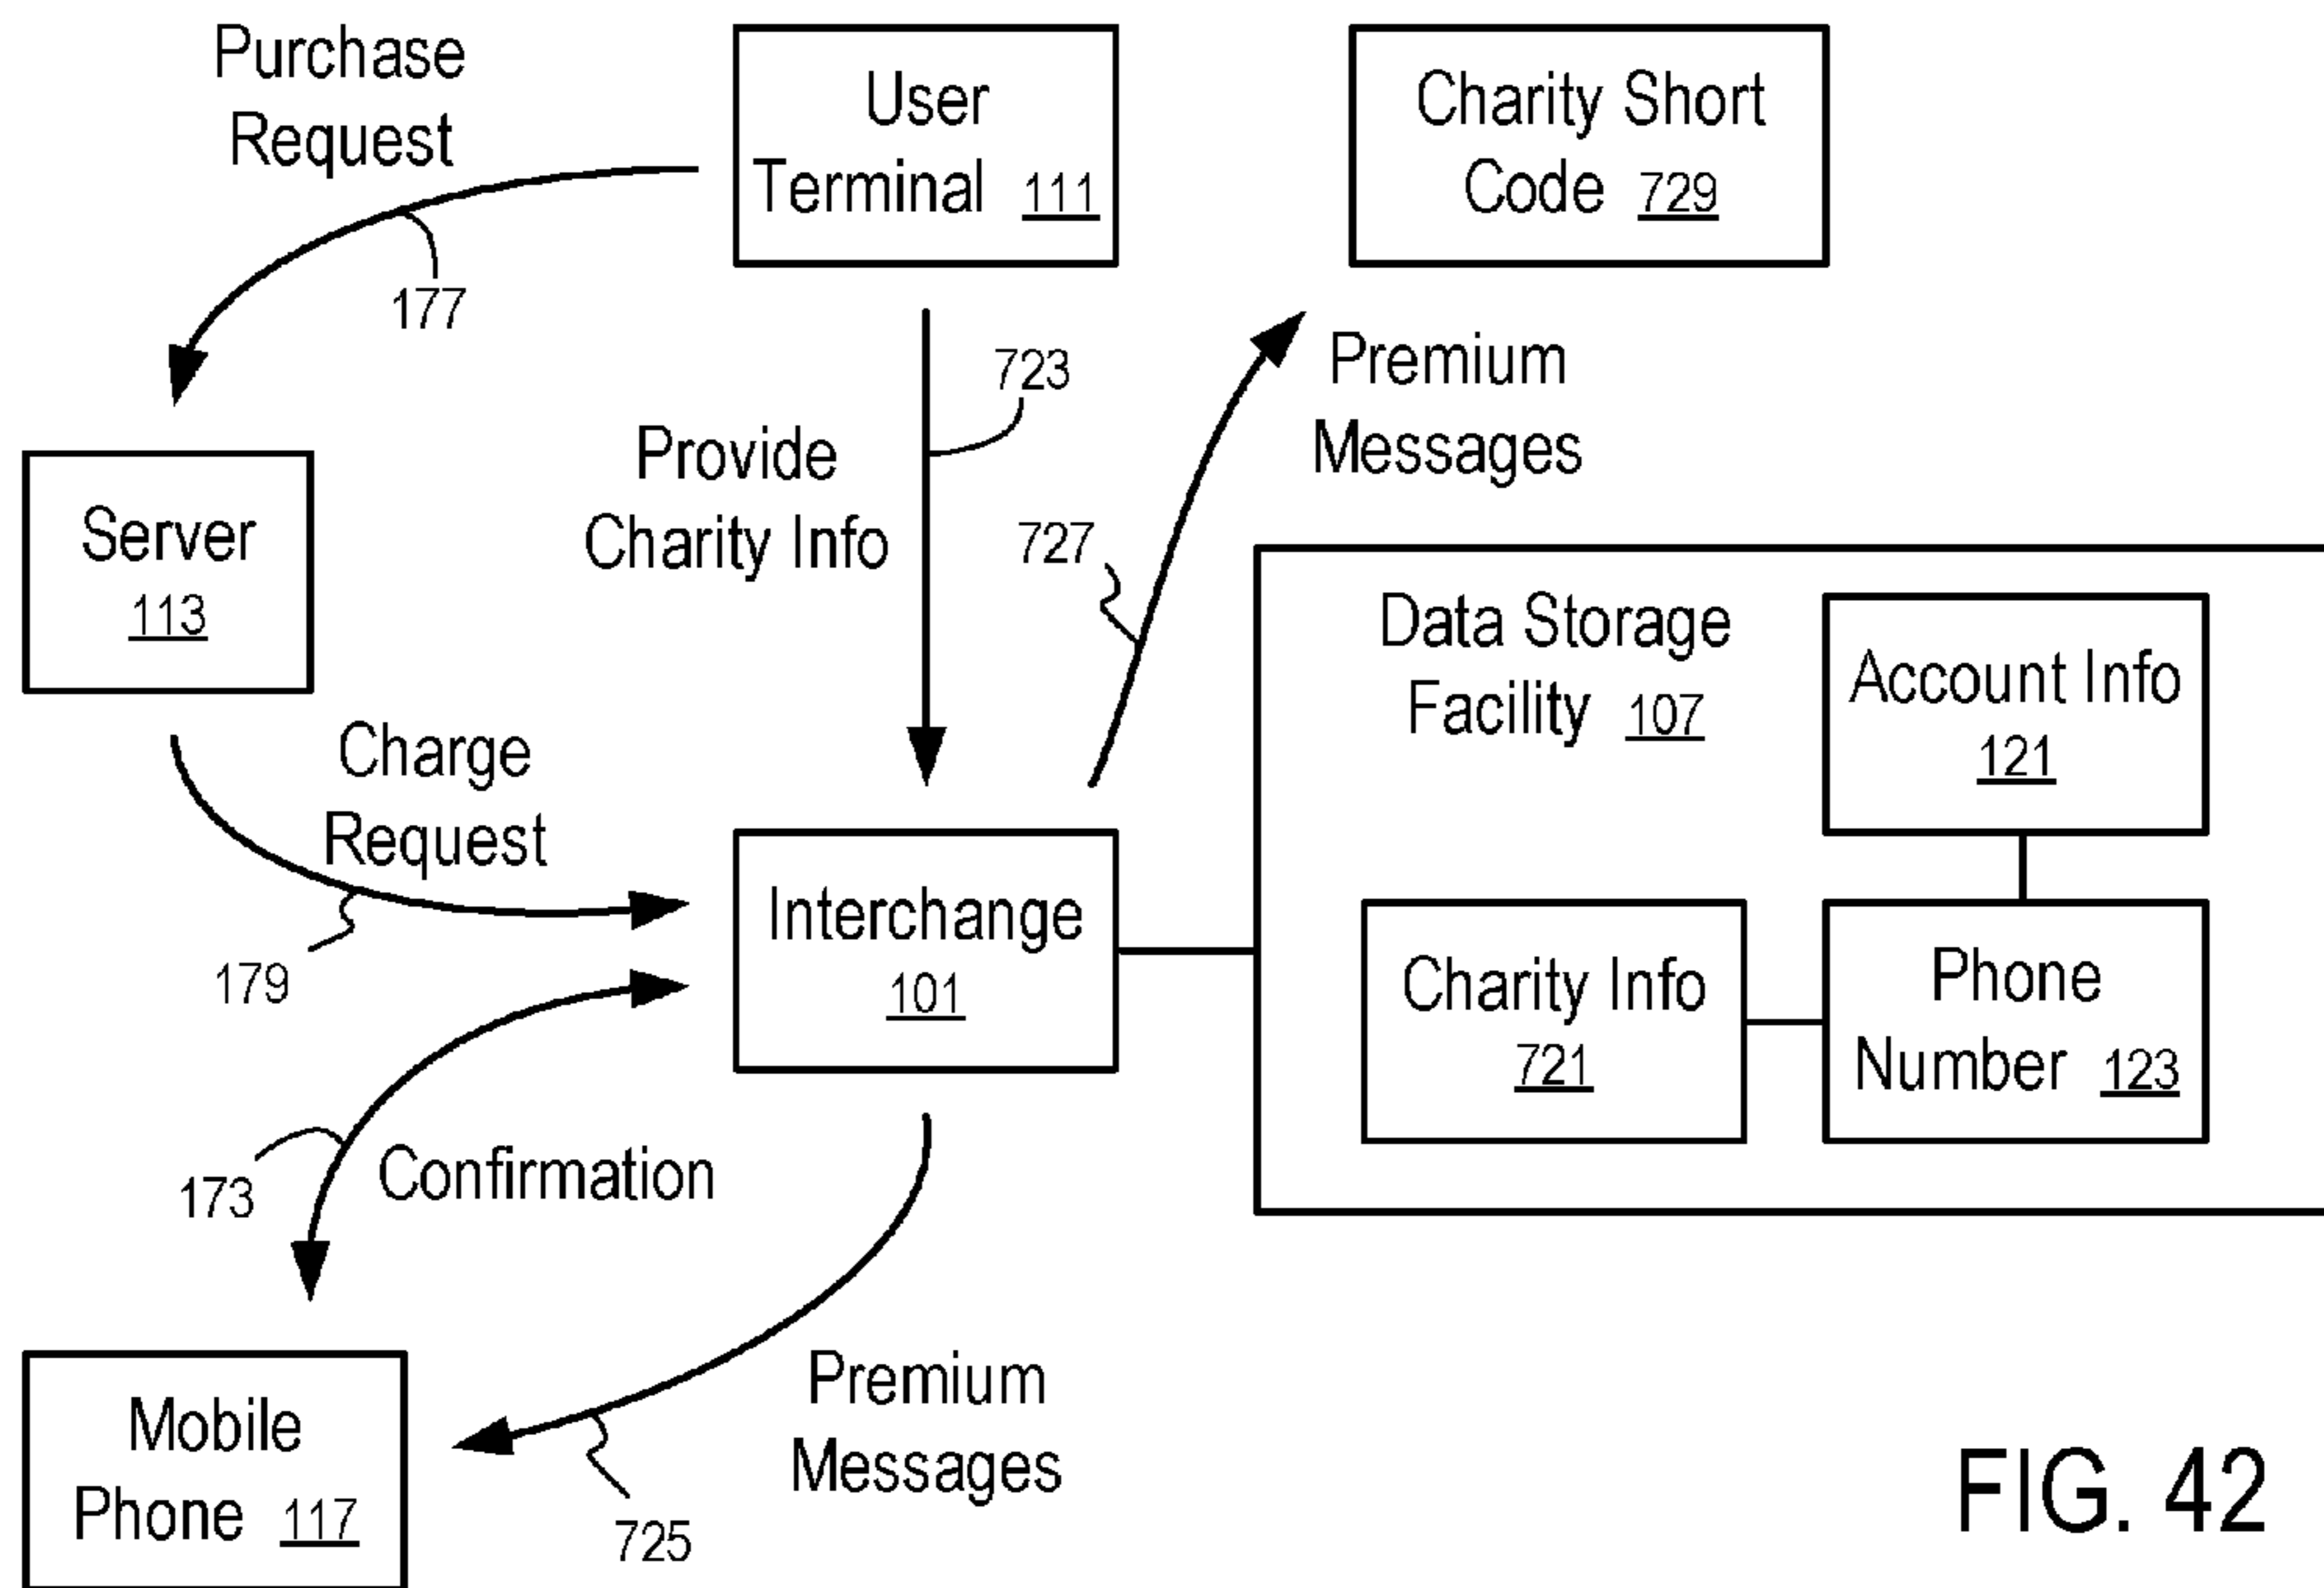 Purchase
Request
177
User
Terminal 111
Charity Short
Code 729
723
Provide
Charity Info
Premium
Messages
727
Server
113
Charge
Request
179
Interchange
101
Data Storage
Facility 107
Account Info
121
Charity Info
721
Phone
Number 123
173
Confirmation
Mobile
Phone 117
Premium
Messages
725
FIG. 42